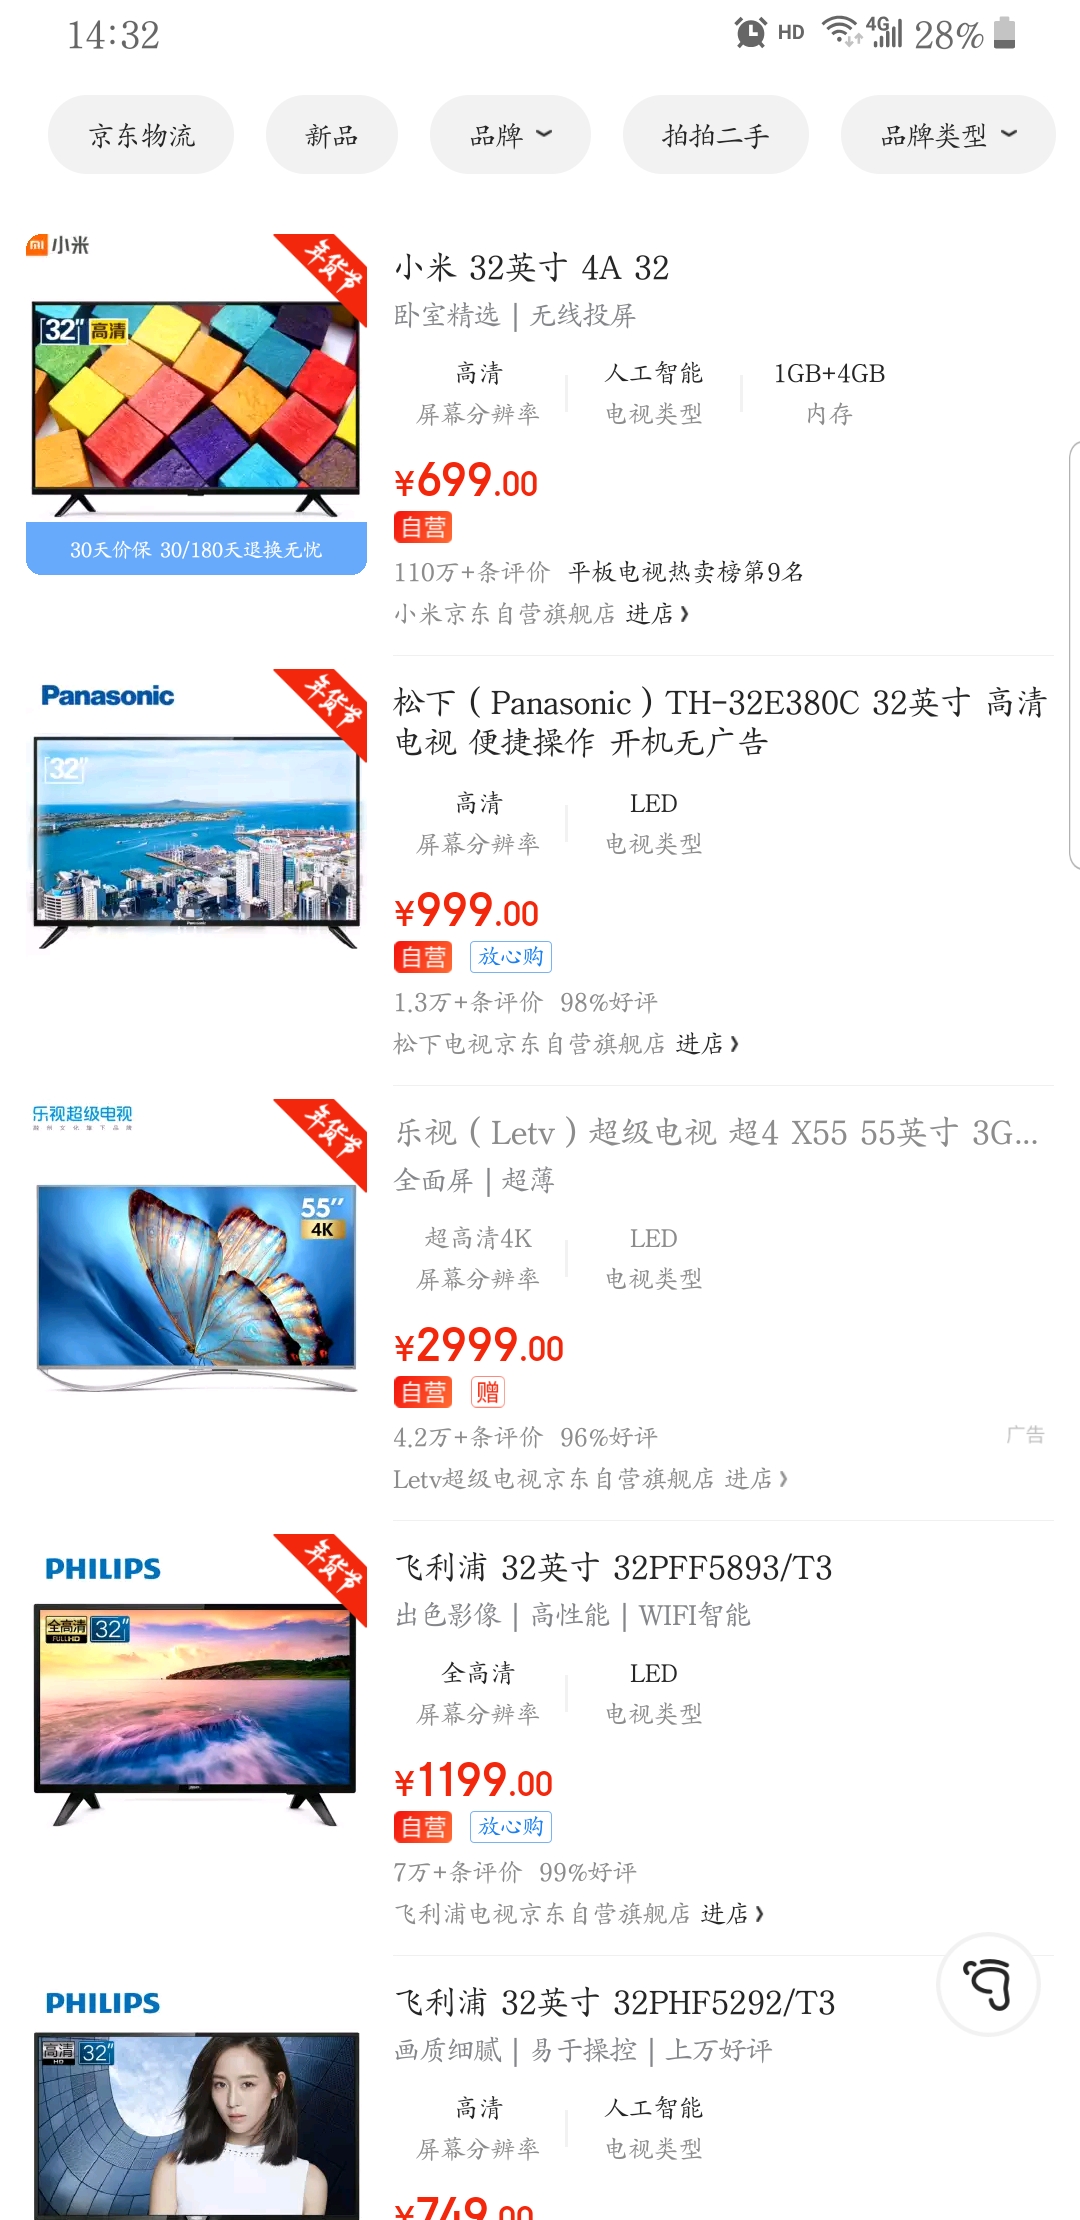 14:32 HD 4G 28%
京东物流 新品 品牌 拍拍二手 品牌类型
小米
年货节
32" 高清
30天价保 30/180天退换无忧
小米 32英寸 4A 32
卧室精选 | 无线投屏
高清 人工智能 1GB+4GB
屏幕分辨率 电视类型 内存
¥699.00
自营
110万+条评价 平板电视热卖榜第9名
小米京东自营旗舰店 进店
Panasonic
年货节
32"
松下（Panasonic）TH-32E380C 32英寸 高清
电视 便捷操作 开机无广告
高清 LED
屏幕分辨率 电视类型
¥999.00
自营 放心购
1.3万+条评价 98%好评
松下电视京东自营旗舰店 进店
乐视超级电视
年货节
55"
4K
乐视（Letv）超级电视 超4 X55 55英寸 3G...
全面屏 | 超薄
超高清4K LED
屏幕分辨率 电视类型
¥2999.00
自营 赠
4.2万+条评价 96%好评 广告
Letv超级电视京东自营旗舰店 进店
PHILIPS
年货节
全高清 FULL HD 32"
飞利浦 32英寸 32PFF5893/T3
出色影像 | 高性能 | WIFI智能
全高清 LED
屏幕分辨率 电视类型
¥1199.00
自营 放心购
7万+条评价 99%好评
飞利浦电视京东自营旗舰店 进店
PHILIPS
高清 HD 32"
飞利浦 32英寸 32PHF5292/T3
画质细腻 | 易于操控 | 上万好评
高清 人工智能
屏幕分辨率 电视类型
¥749.00